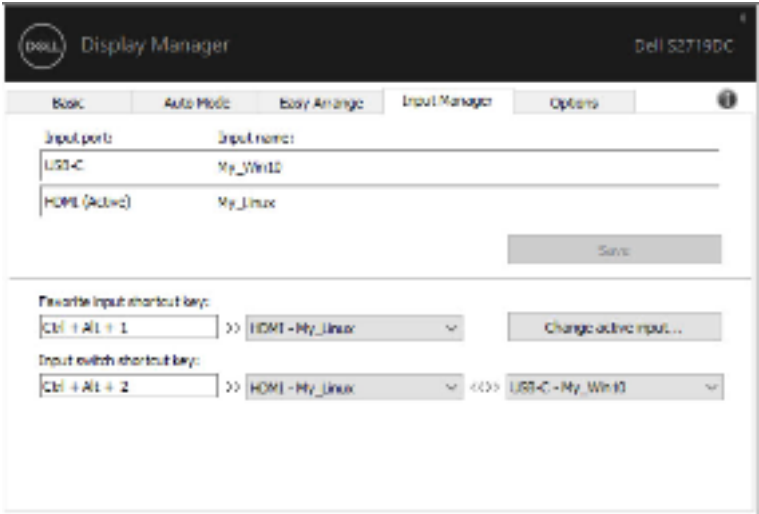 DELL Display Manager Dell S2719DC
Basic Auto Mode Easy Arrange Input Manager Options
Input port: Input name:
USB-C My_Win10
HDMI (Active) My_Linux
Save
Favorite input shortcut key:
Ctrl + Alt + 1 >> HDMI - My_Linux Change active input...
Input switch shortcut key:
Ctrl + Alt + 2 >> HDMI - My_Linux <<>> USB-C - My_Win10